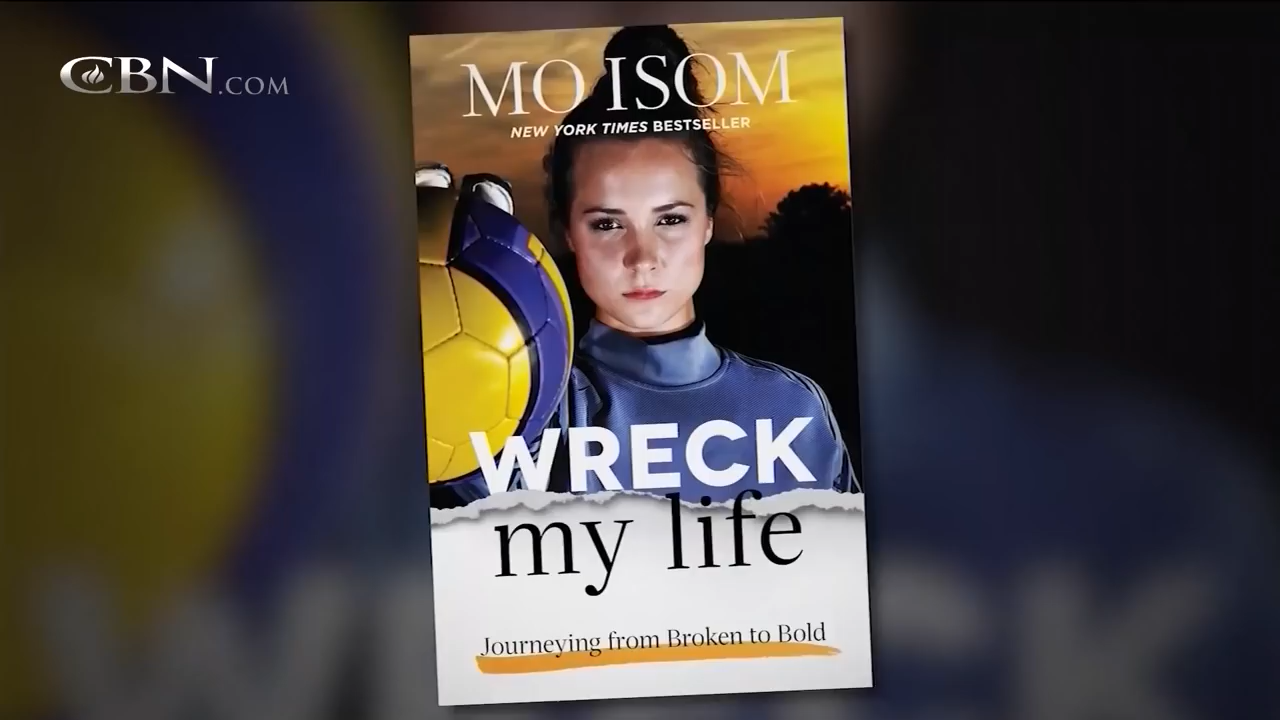 CBN.COM
MO ISOM
NEW YORK TIMES BESTSELLER
WRECK
my life
Journeying from Broken to Bold